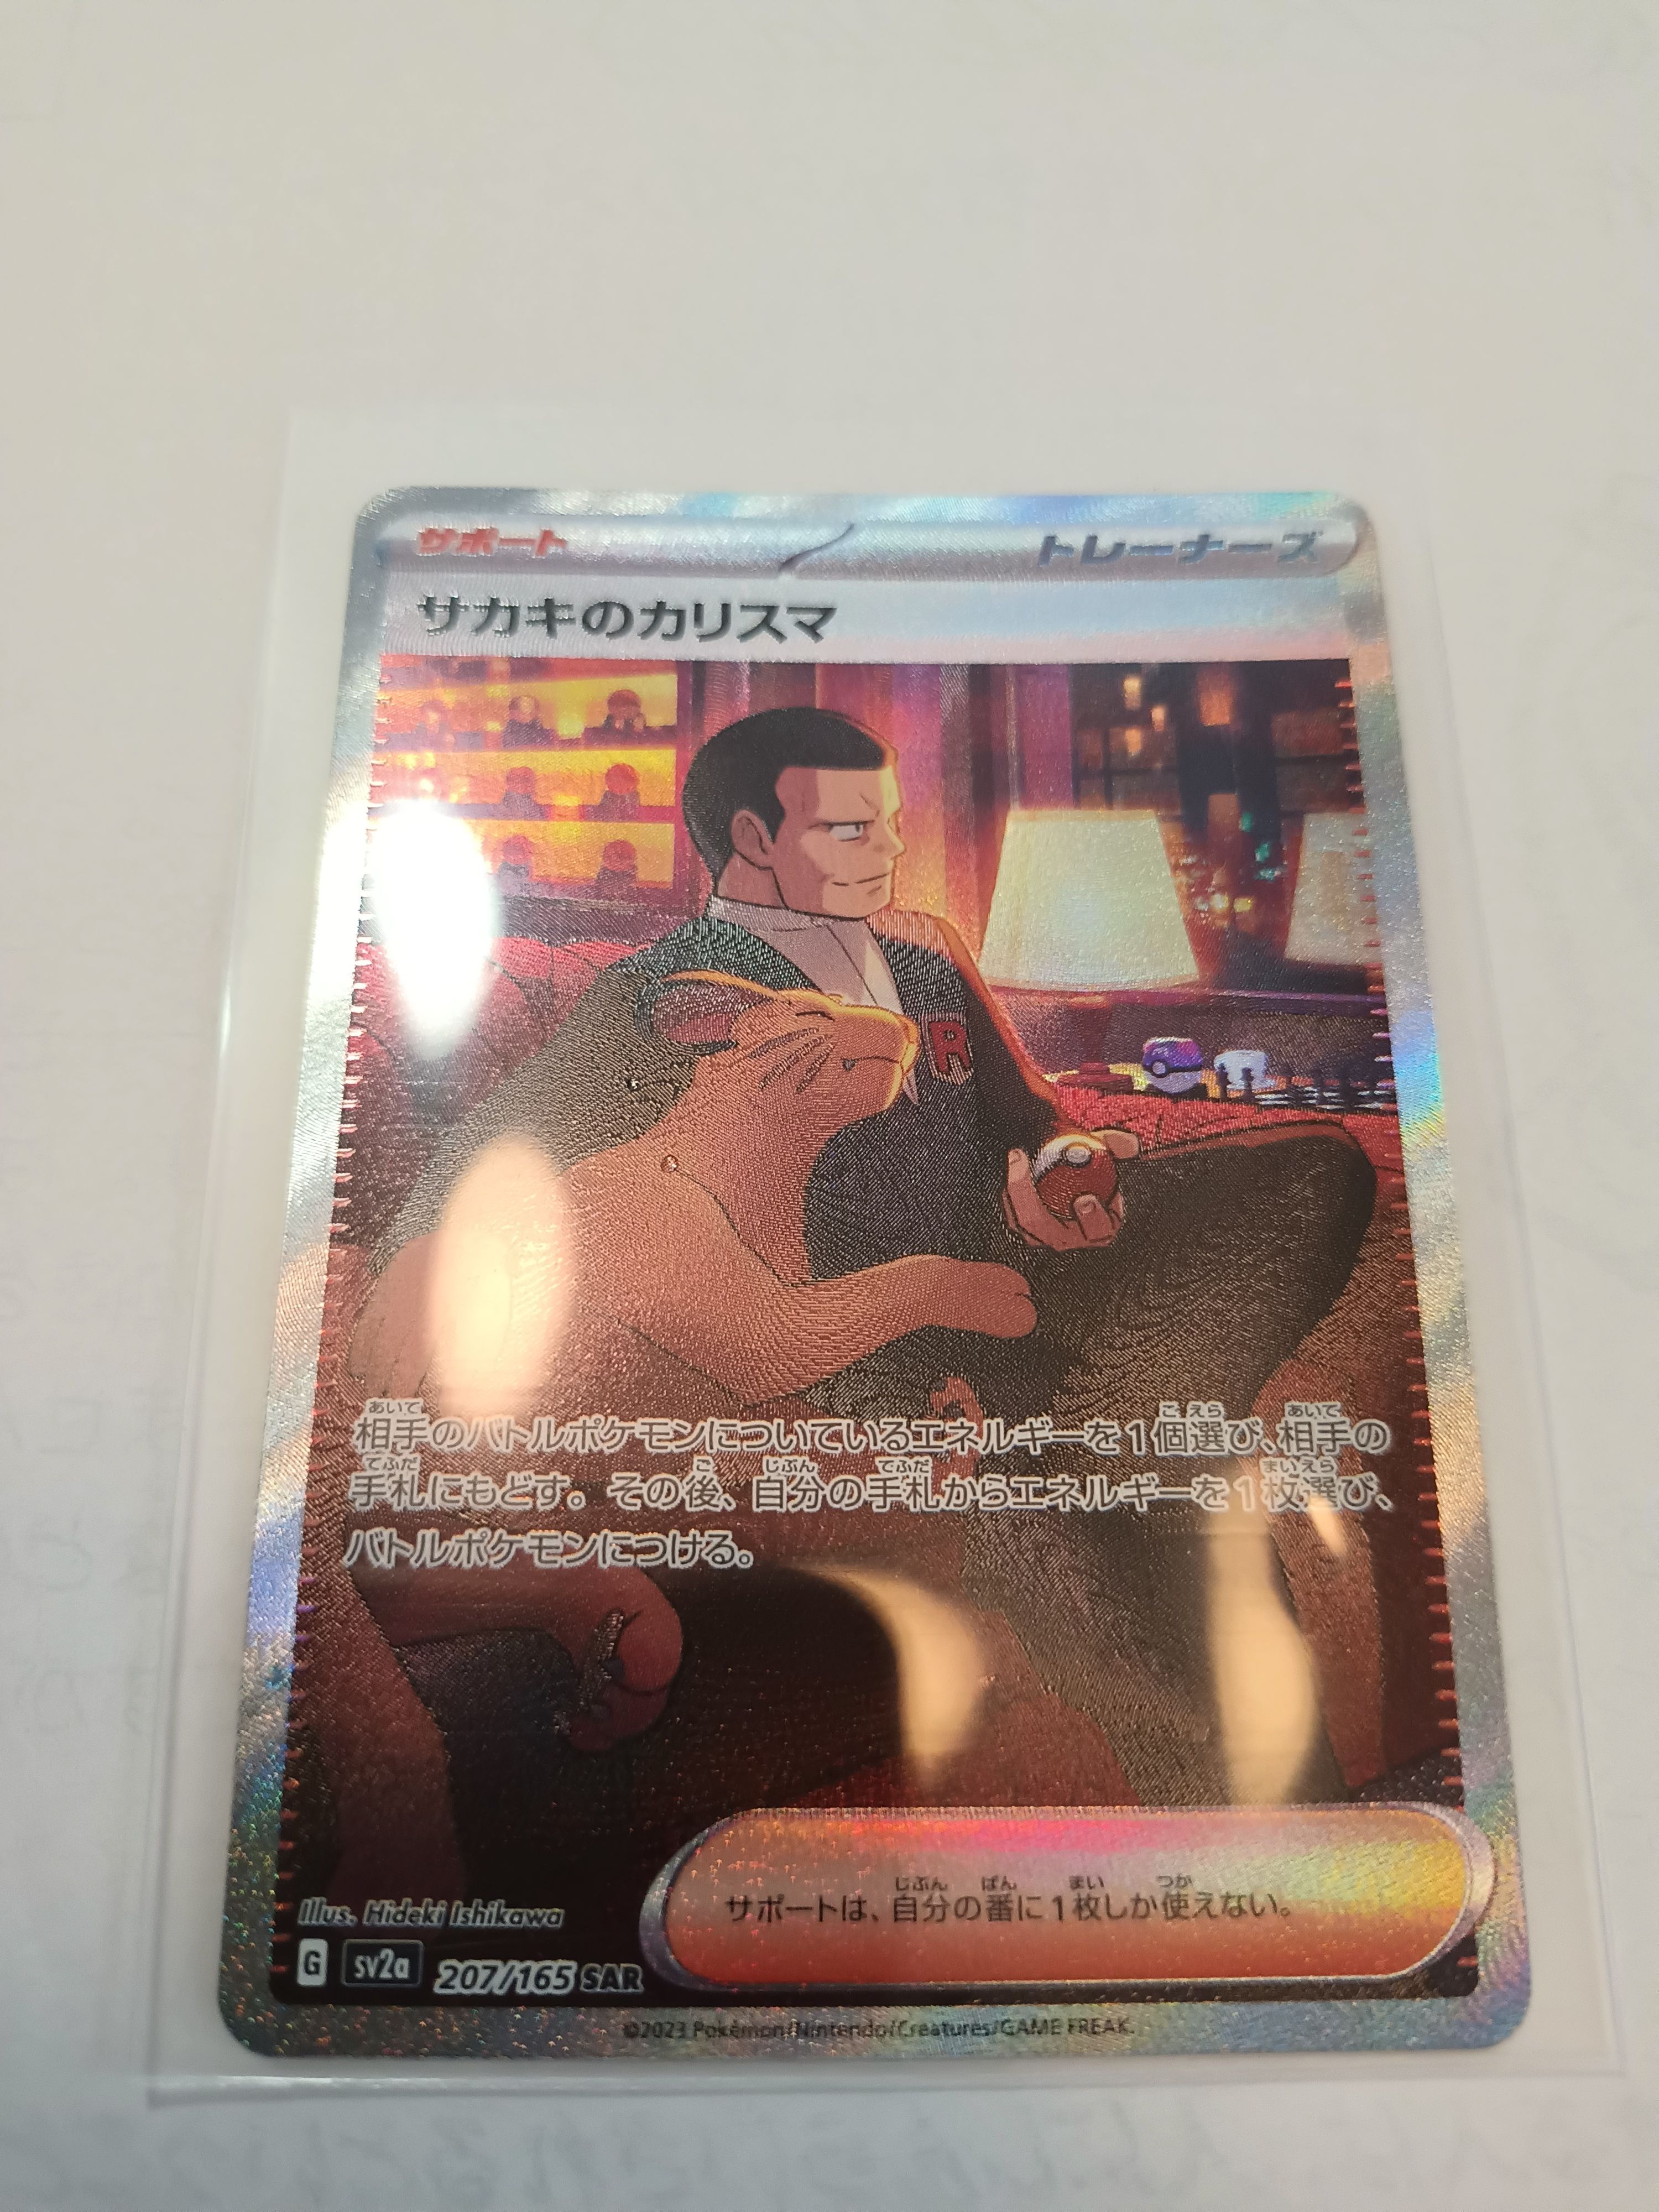 サポート
トレーナーズ
サカキのカリスマ
R
相手のバトルポケモンについているエネルギーを1個選び、相手の
手札にもどす。その後、自分の手札からエネルギーを1枚選び、
バトルポケモンにつける。
サポートは、自分の番に1枚しか使えない。
Illus. Hideki Ishikawa
G sv2a 207/165 SAR
©2023 Pokémon/Nintendo/Creatures/GAME FREAK.